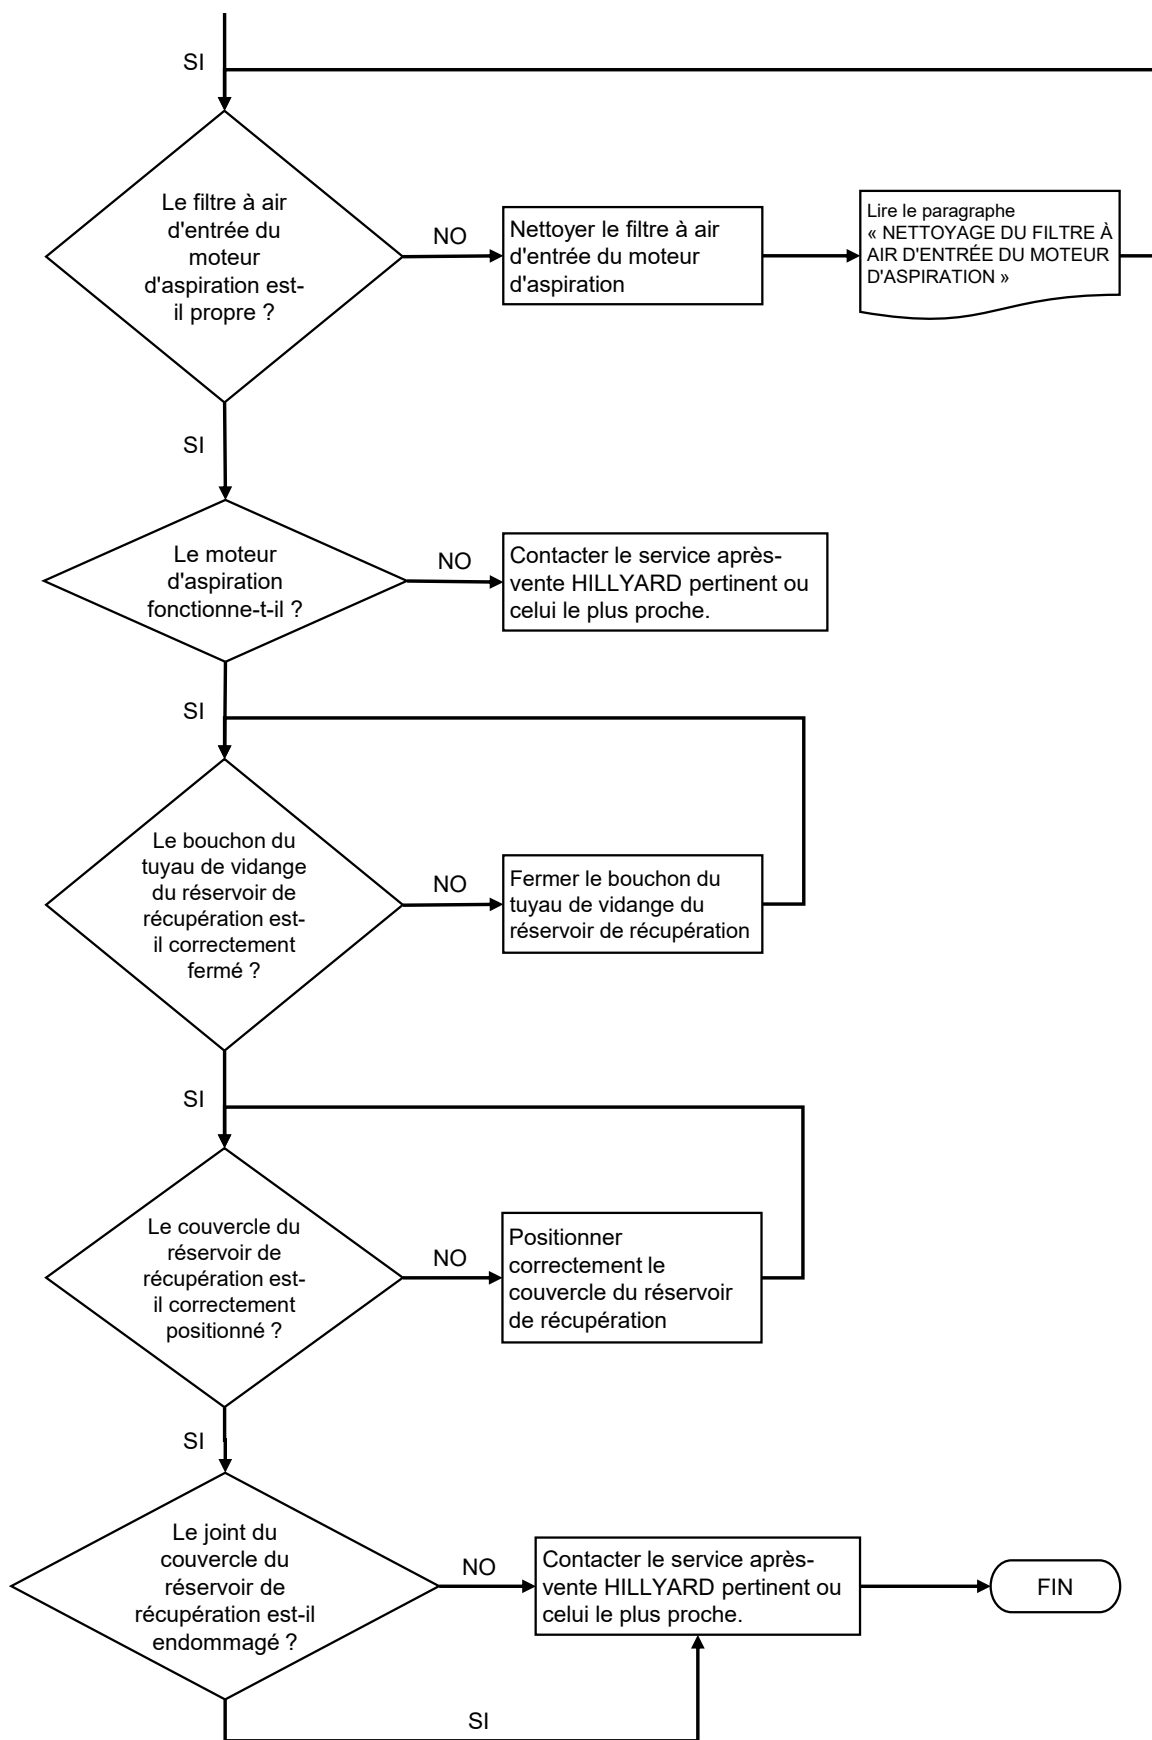 SI
Le filtre à air
d'entrée du
moteur
d'aspiration est-
il propre ?
NO
Nettoyer le filtre à air
d'entrée du moteur
d'aspiration
Lire le paragraphe
« NETTOYAGE DU FILTRE À
AIR D'ENTRÉE DU MOTEUR
D'ASPIRATION »
SI
Le moteur
d'aspiration
fonctionne-t-il ?
NO
Contacter le service après-
vente HILLYARD pertinent ou
celui le plus proche.
SI
Le bouchon du
tuyau de vidange
du réservoir de
récupération est-
il correctement
fermé ?
NO
Fermer le bouchon du
tuyau de vidange du
réservoir de récupération
SI
Le couvercle du
réservoir de
récupération est-
il correctement
positionné ?
NO
Positionner
correctement le
couvercle du réservoir
de récupération
SI
Le joint du
couvercle du
réservoir de
récupération est-il
endommagé ?
NO
Contacter le service après-
vente HILLYARD pertinent ou
celui le plus proche.
FIN
SI